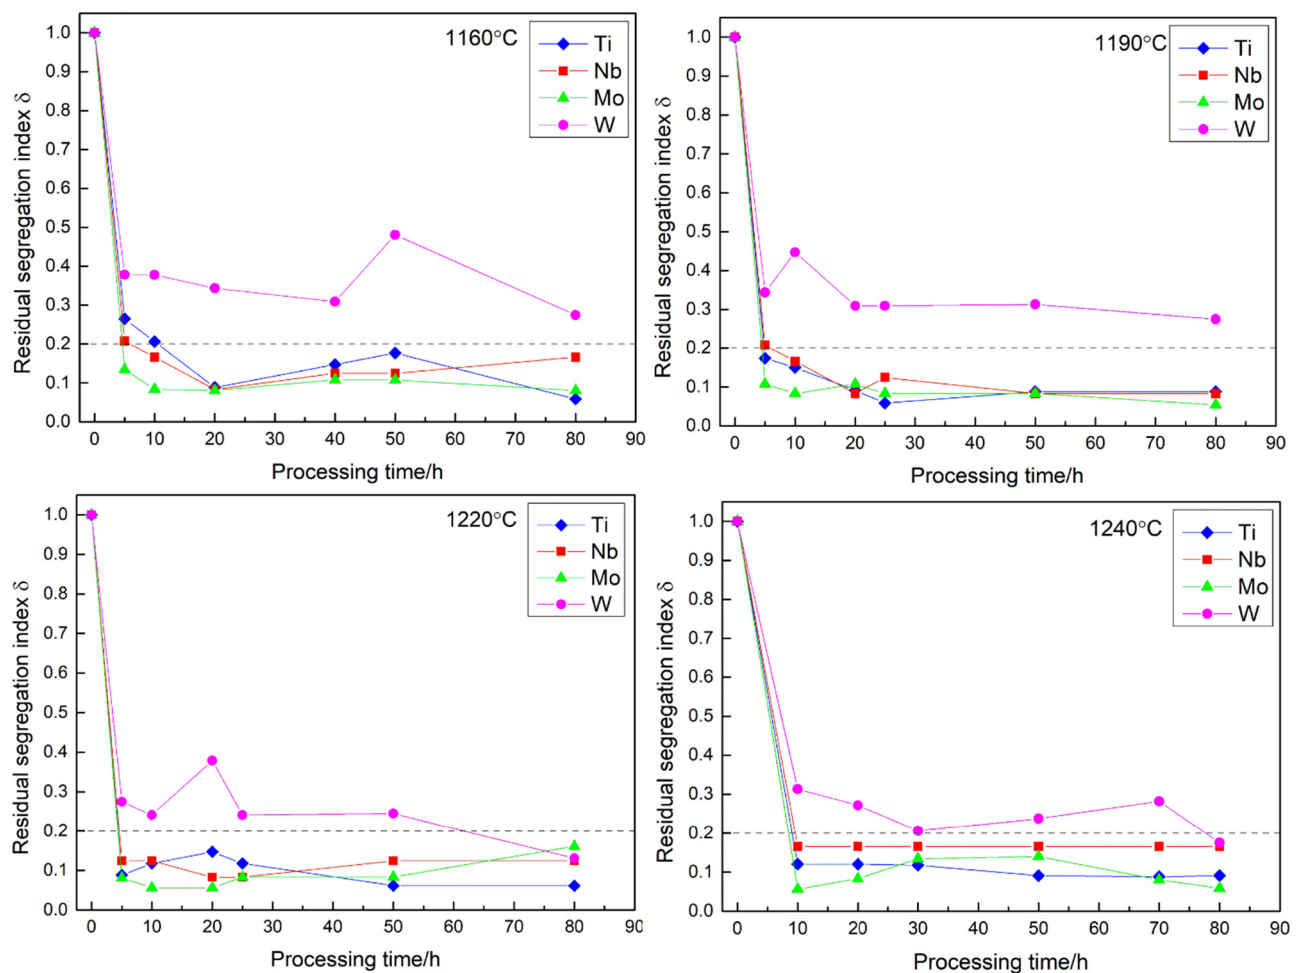 1160°C
Ti
Nb
Mo
W
Residual segregation index δ
1.0
0.9
0.8
0.7
0.6
0.5
0.4
0.3
0.2
0.1
0.0
0 10 20 30 40 50 60 70 80 90
Processing time/h
1190°C
Ti
Nb
Mo
W
Residual segregation index δ
1.0
0.9
0.8
0.7
0.6
0.5
0.4
0.3
0.2
0.1
0.0
0 10 20 30 40 50 60 70 80 90
Processing time/h
1220°C
Ti
Nb
Mo
W
Residual segregation index δ
1.0
0.9
0.8
0.7
0.6
0.5
0.4
0.3
0.2
0.1
0.0
0 10 20 30 40 50 60 70 80 90
Processing time/h
1240°C
Ti
Nb
Mo
W
Residual segregation index δ
1.0
0.9
0.8
0.7
0.6
0.5
0.4
0.3
0.2
0.1
0.0
0 10 20 30 40 50 60 70 80 90
Processing time/h